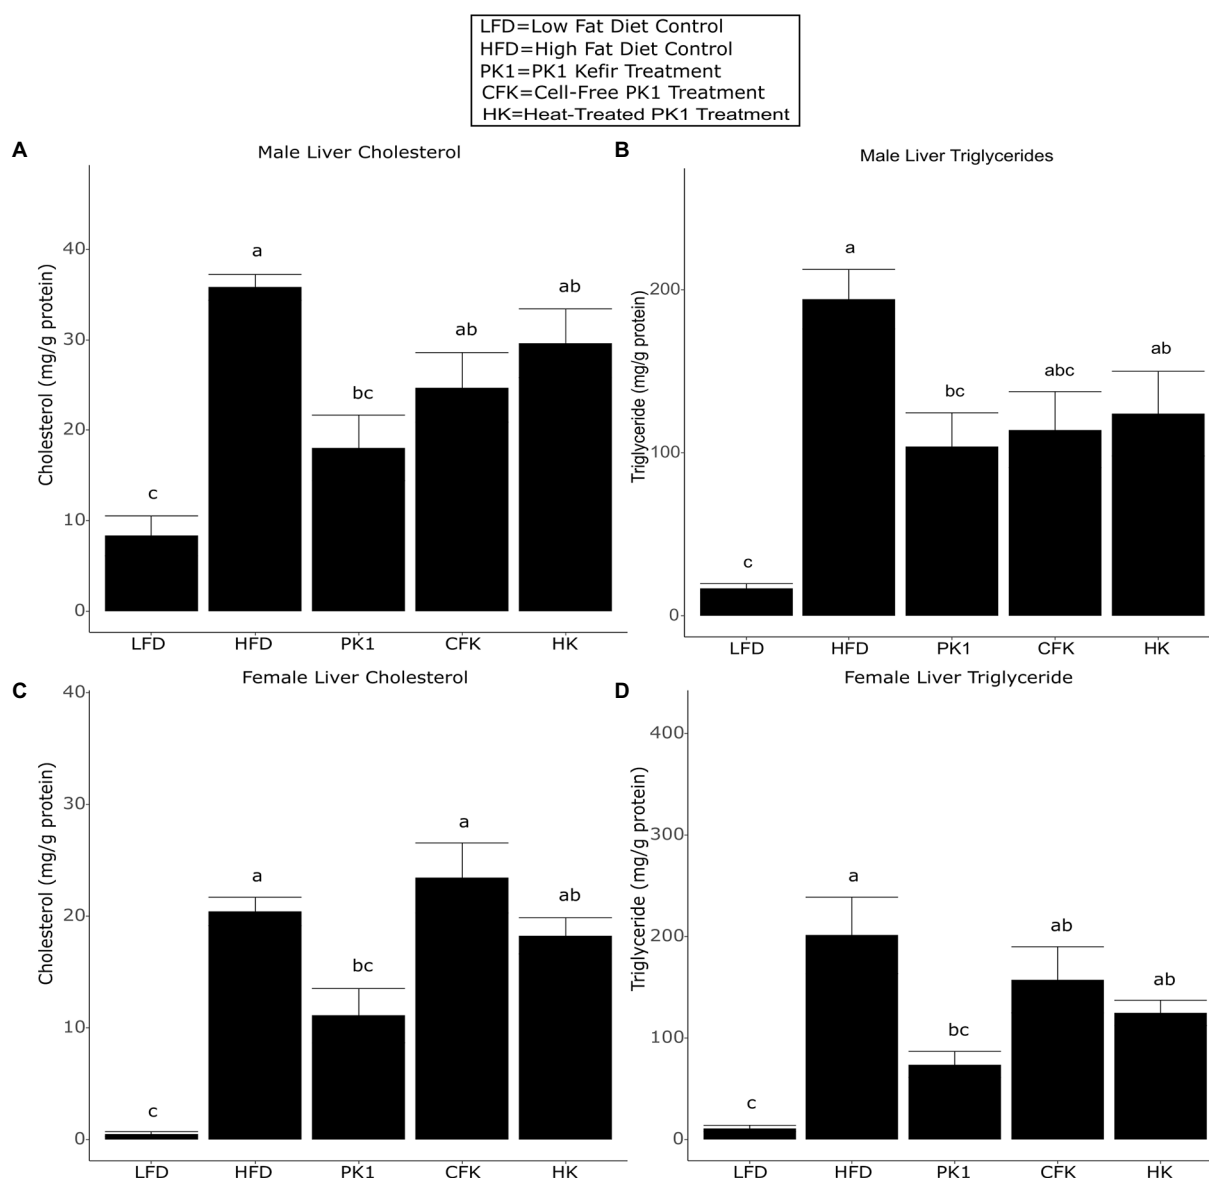 LFD=Low Fat Diet Control
HFD=High Fat Diet Control
PK1=PK1 Kefir Treatment
CFK=Cell-Free PK1 Treatment
HK=Heat-Treated PK1 Treatment
A
Male Liver Cholesterol
Cholesterol (mg/g protein)
40
30
20
10
0
c
a
bc
ab
ab
LFD
HFD
PK1
CFK
HK
B
Male Liver Triglycerides
Triglyceride (mg/g protein)
200
100
0
c
a
bc
abc
ab
LFD
HFD
PK1
CFK
HK
C
Female Liver Cholesterol
Cholesterol (mg/g protein)
40
30
20
10
0
c
a
bc
a
ab
LFD
HFD
PK1
CFK
HK
D
Female Liver Triglyceride
Triglyceride (mg/g protein)
400
300
200
100
0
c
a
bc
ab
ab
LFD
HFD
PK1
CFK
HK